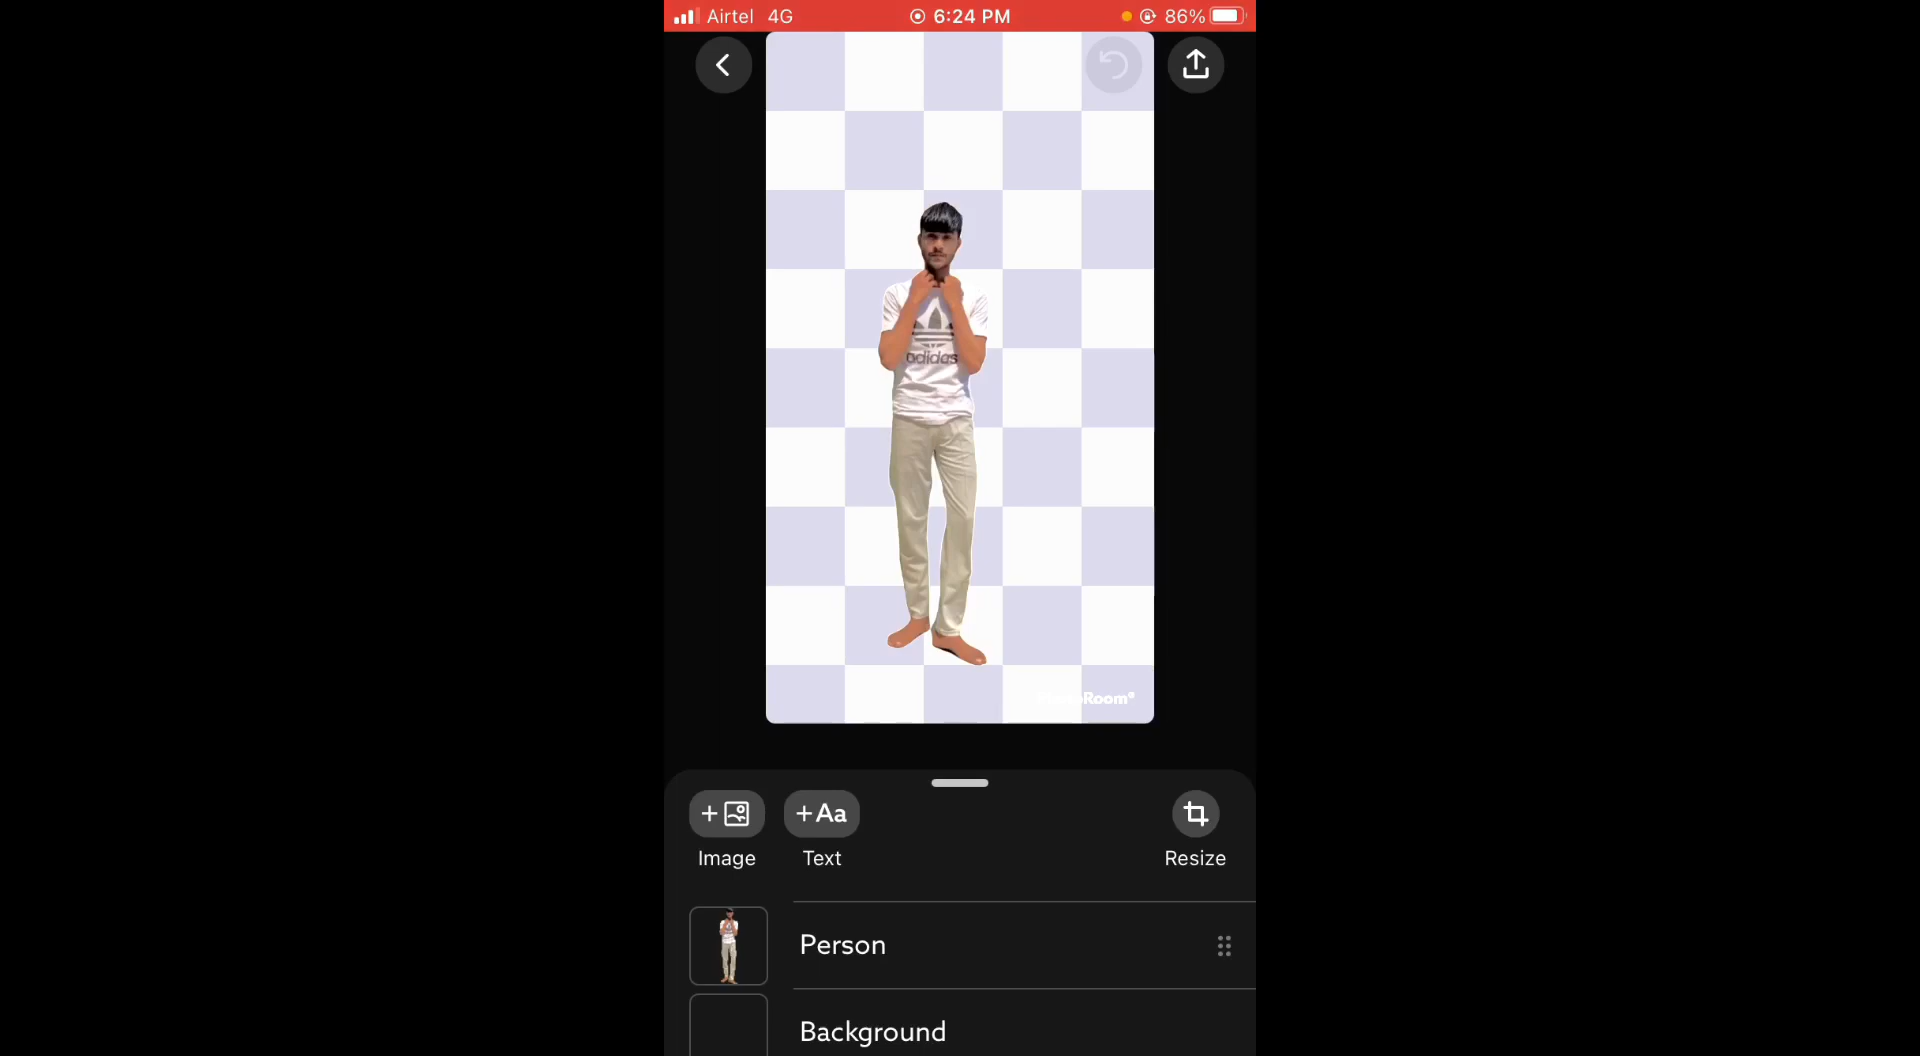 Airtel 4G 6:24 PM 86%
adidas
Room®
+Aa
Image Text Resize
Person
Background